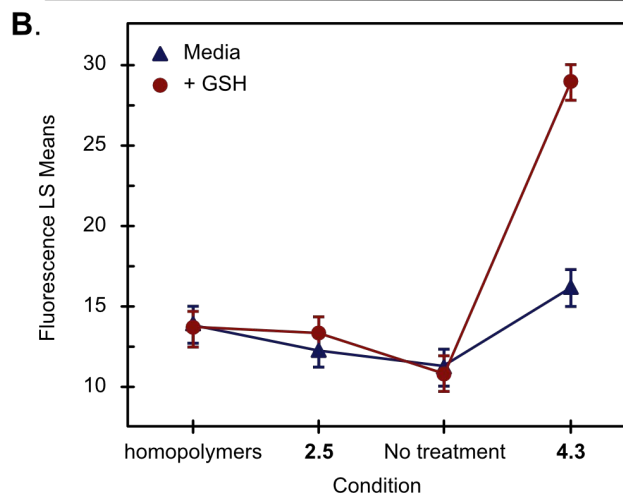 B.
Media
+ GSH
Fluorescence LS Means
30
25
20
15
10
homopolymers 2.5 No treatment 4.3
Condition